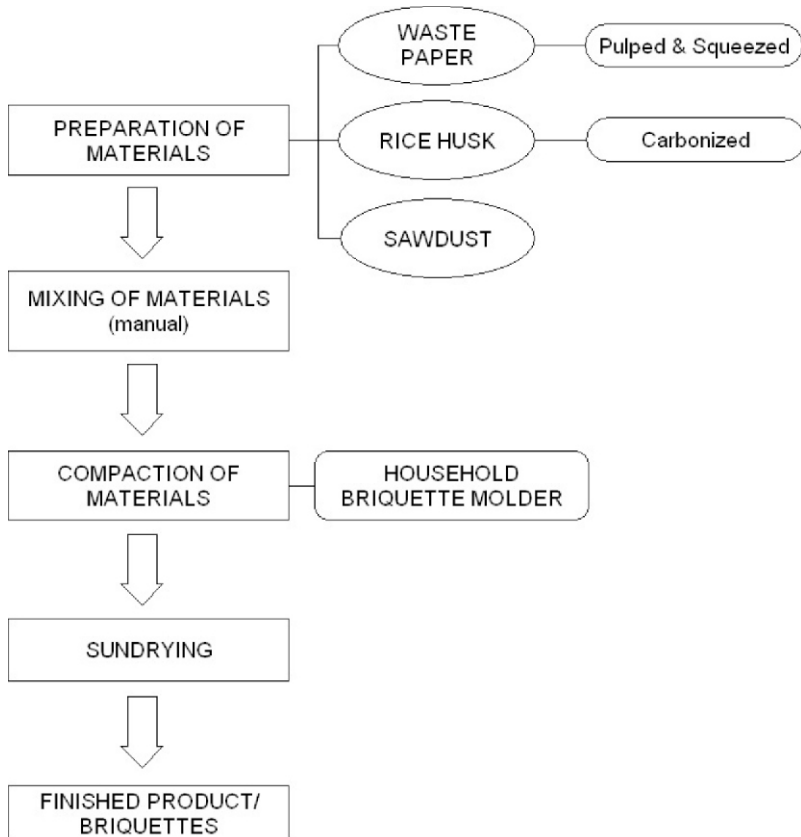 WASTE
PAPER
Pulped & Squeezed
PREPARATION OF
MATERIALS
RICE HUSK
Carbonized
SAWDUST
MIXING OF MATERIALS
(manual)
COMPACTION OF
MATERIALS
HOUSEHOLD
BRIQUETTE MOLDER
SUNDRYING
FINISHED PRODUCT/
BRIQUETTES